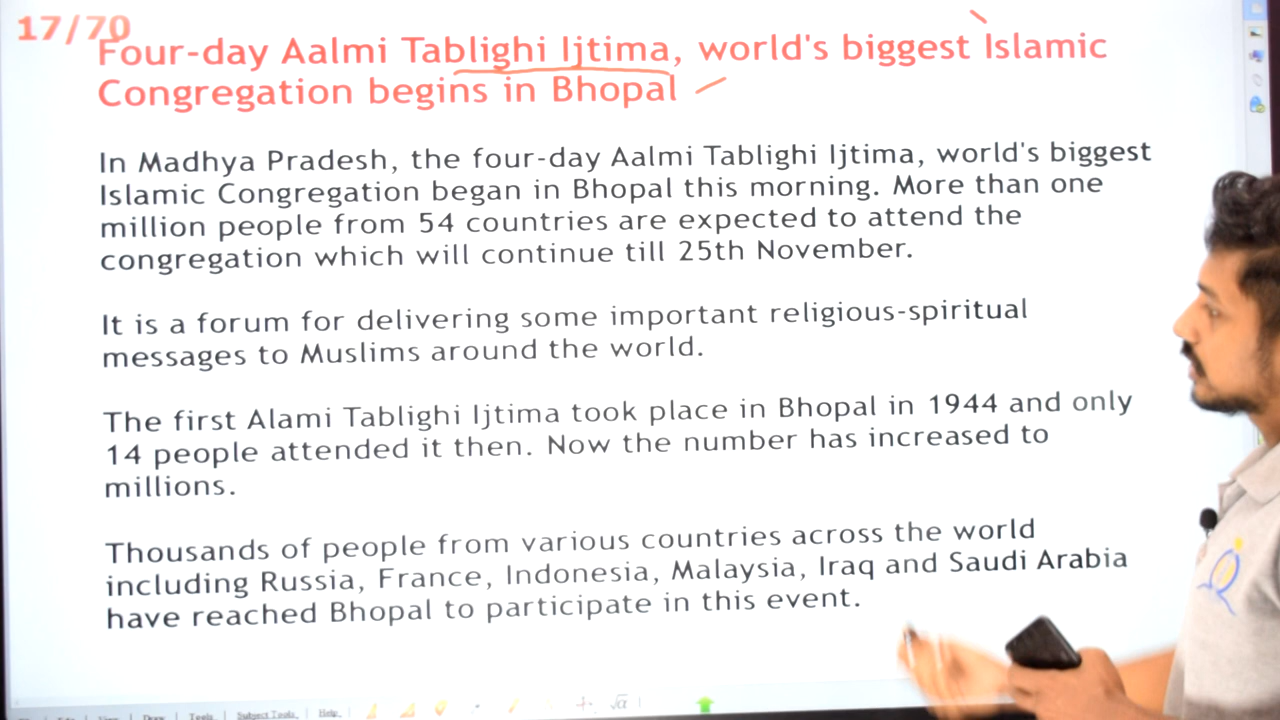 17/70
Four-day Aalmi Tablighi Ijtima, world's biggest Islamic
Congregation begins in Bhopal
In Madhya Pradesh, the four-day Aalmi Tablighi Ijtima, world's biggest
Islamic Congregation began in Bhopal this morning. More than one
million people from 54 countries are expected to attend the
congregation which will continue till 25th November.
It is a forum for delivering some important religious-spiritual
messages to Muslims around the world.
The first Alami Tablighi Ijtima took place in Bhopal in 1944 and only
14 people attended it then. Now the number has increased to
millions.
Thousands of people from various countries across the world
including Russia, France, Indonesia, Malaysia, Iraq and Saudi Arabia
have reached Bhopal to participate in this event.
Draw Tools Subject Tools Help